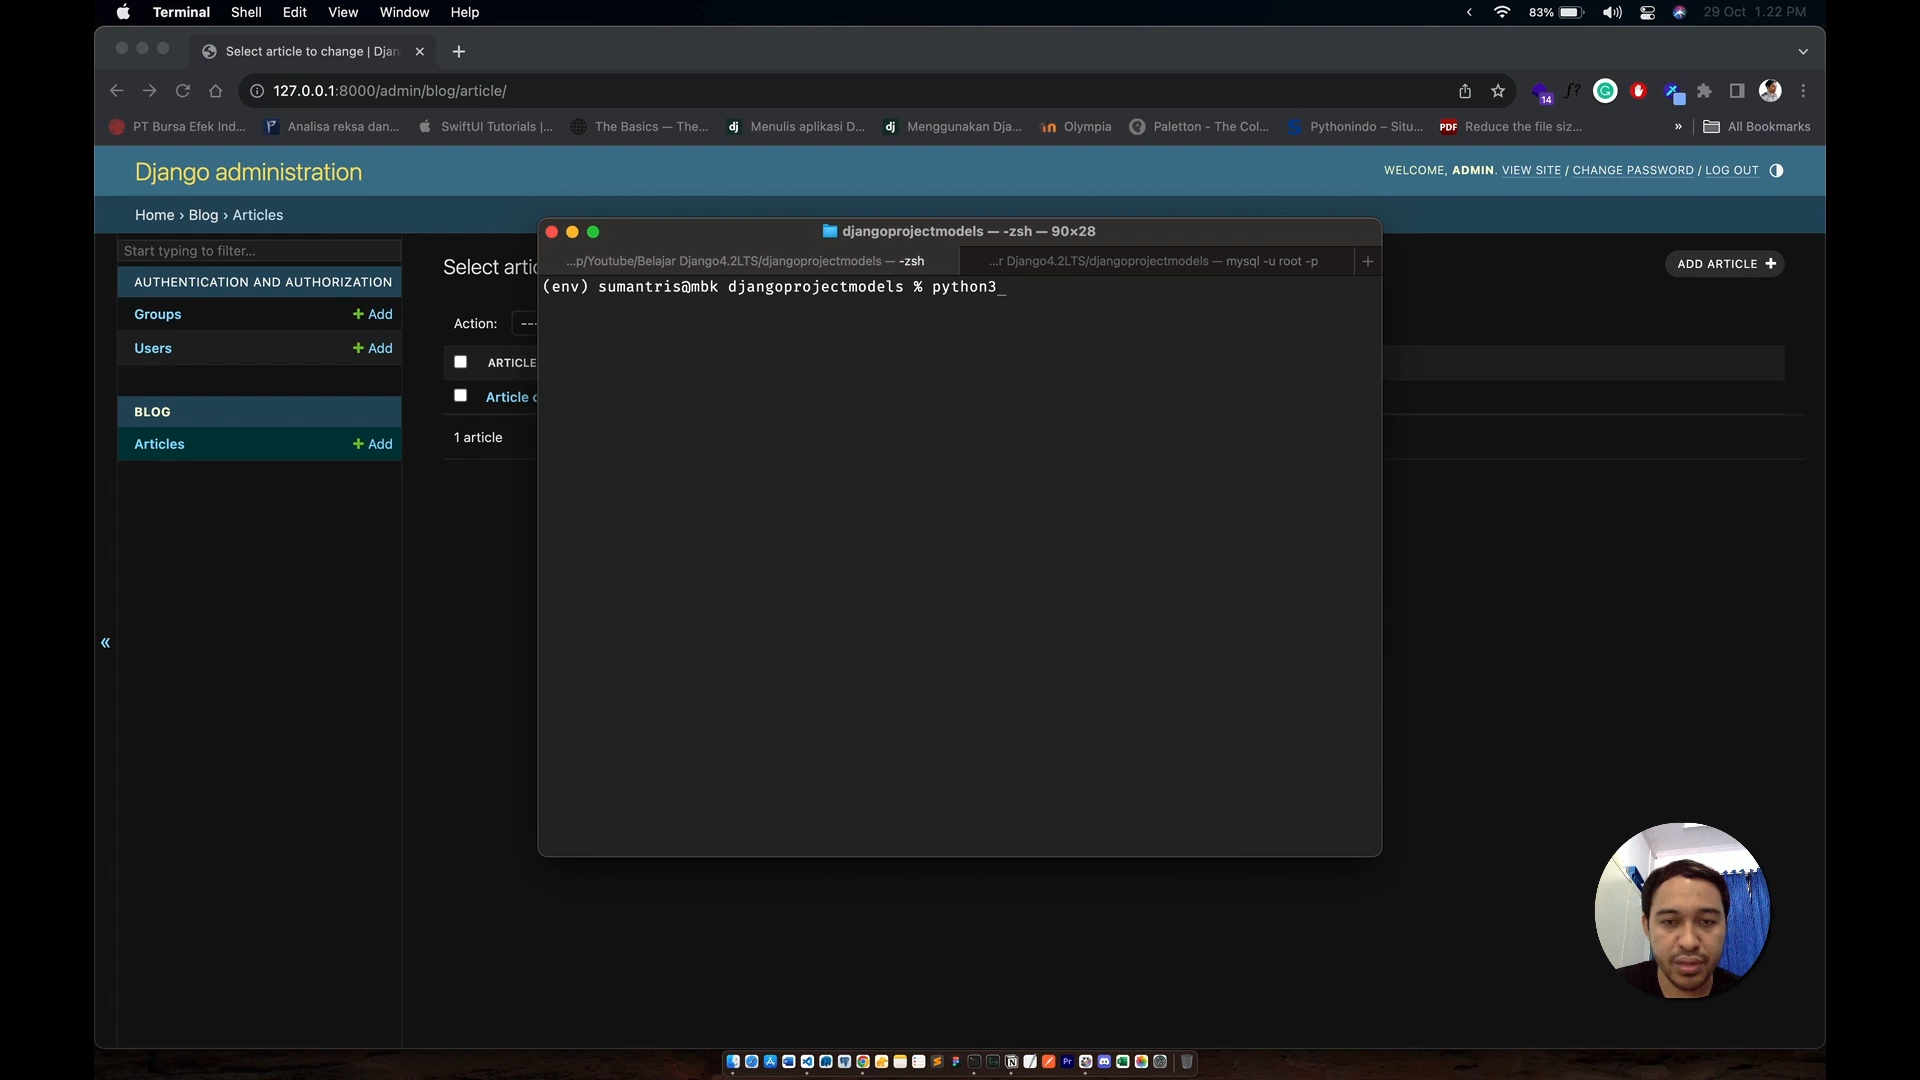 Terminal Shell Edit View Window Help
83% 29 Oct 1.22 PM
Select article to change | Djan
127.0.0.1:8000/admin/blog/article/
14
f?
PT Bursa Efek Ind... Analisa reksa dan... SwiftUI Tutorials |... The Basics — The... dj Menulis aplikasi D... dj Menggunakan Dja... Olympia Paletton - The Col... Pythonindo – Situ... PDF Reduce the file siz... » All Bookmarks
Django administration
WELCOME, ADMIN. VIEW SITE / CHANGE PASSWORD / LOG OUT
Home › Blog › Articles
Start typing to filter...
AUTHENTICATION AND AUTHORIZATION
Groups + Add
Users + Add
BLOG
Articles + Add
«
Select artic
ADD ARTICLE +
Action: ---
ARTICLE
Article o
1 article
djangoprojectmodels — -zsh — 90×28
...p/Youtube/Belajar Django4.2LTS/djangoprojectmodels — -zsh
...r Django4.2LTS/djangoprojectmodels — mysql -u root -p
(env) sumantris@mbk djangoprojectmodels % python3_